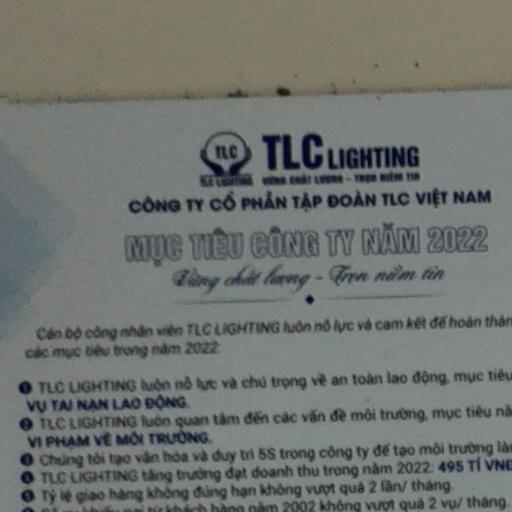 TLC
TLC LIGHTING
TLC LIGHTING VỮNG CHẤT LƯỢNG - TRỌN NIỀM TIN
CÔNG TY CỔ PHẦN TẬP ĐOÀN TLC VIỆT NAM
MỤC TIÊU CÔNG TY NĂM 2022
Vững chất lượng - Trọn niềm tin
Cán bộ công nhân viên TLC LIGHTING luôn nỗ lực và cam kết để hoàn thàn
các mục tiêu trong năm 2022:
TLC LIGHTING luôn nỗ lực và chú trọng về an toàn lao động, mục tiêu
VỤ TAI NẠN LAO ĐỘNG.
TLC LIGHTING luôn quan tâm đến các vấn đề môi trường, mục tiêu nă
VI PHẠM VỀ MÔI TRƯỜNG.
Chúng tôi tạo văn hóa và duy trì 5S trong công ty để tạo môi trường làn
TLC LIGHTING tăng trưởng đạt doanh thu trong năm 2022: 495 TỈ VNĐ
Tỷ lệ giao hàng không đúng hạn không vượt quá 2 lần/ tháng.
khách hàng năm 2002 không vượt quá 2 vụ/ tháng.